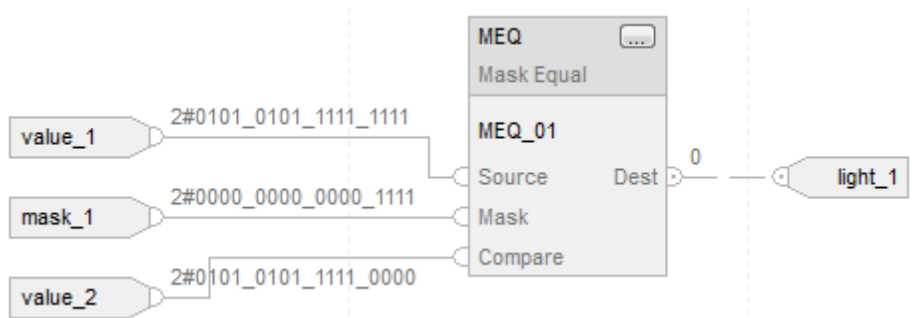 MEQ ...
Mask Equal
2#0101_0101_1111_1111
value_1
MEQ_01
0
Source Dest
light_1
2#0000_0000_0000_1111
mask_1
Mask
Compare
2#0101_0101_1111_0000
value_2